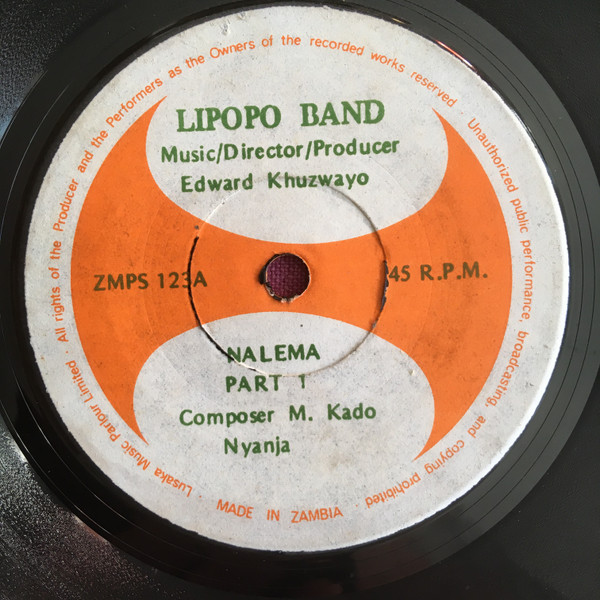 Lusaka Music Parlour Limited · All rights of the Producer and the Performers as the Owners of the recorded works reserved · Unauthorized public performance, broadcasting, and copying prohibited ·
LIPOPO BAND
Music/Director/Producer
Edward Khuzwayo
ZMPS 123A
45 R.P.M.
NALEMA
PART 1
Composer M. Kado
Nyanja
MADE IN ZAMBIA